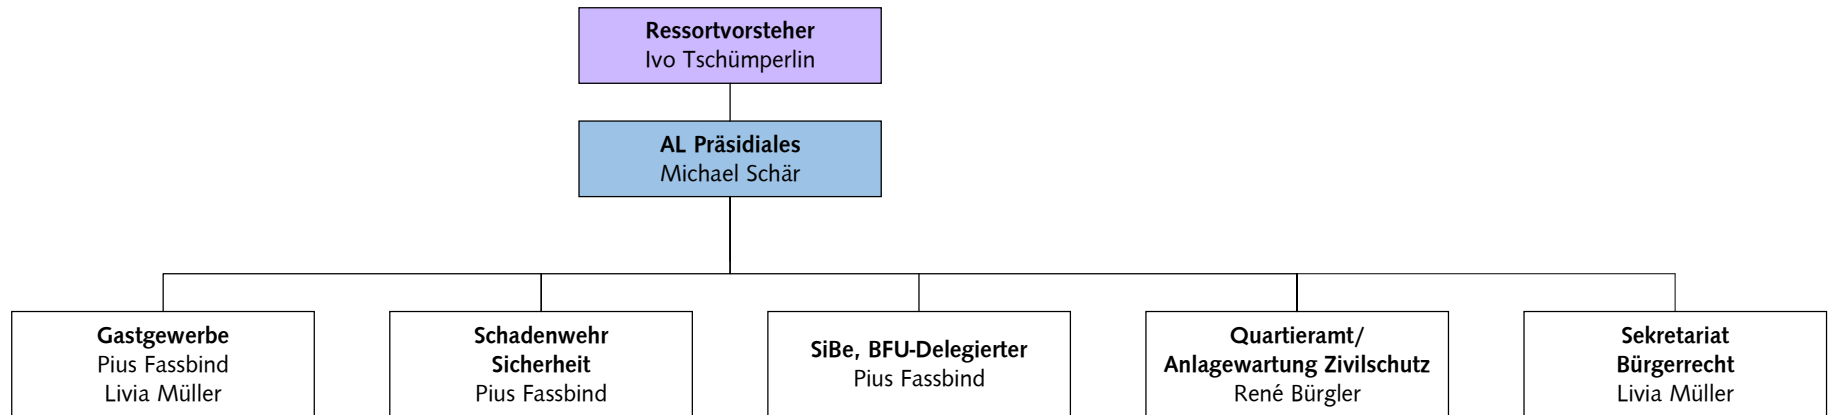 Ressortvorsteher
Ivo Tschümperlin
AL Präsidiales
Michael Schär
Gastgewerbe
Pius Fassbind
Livia Müller
Schadenwehr
Sicherheit
Pius Fassbind
SiBe, BFU-Delegierter
Pius Fassbind
Quartieramt/
Anlagewartung Zivilschutz
René Bürgler
Sekretariat
Bürgerrecht
Livia Müller